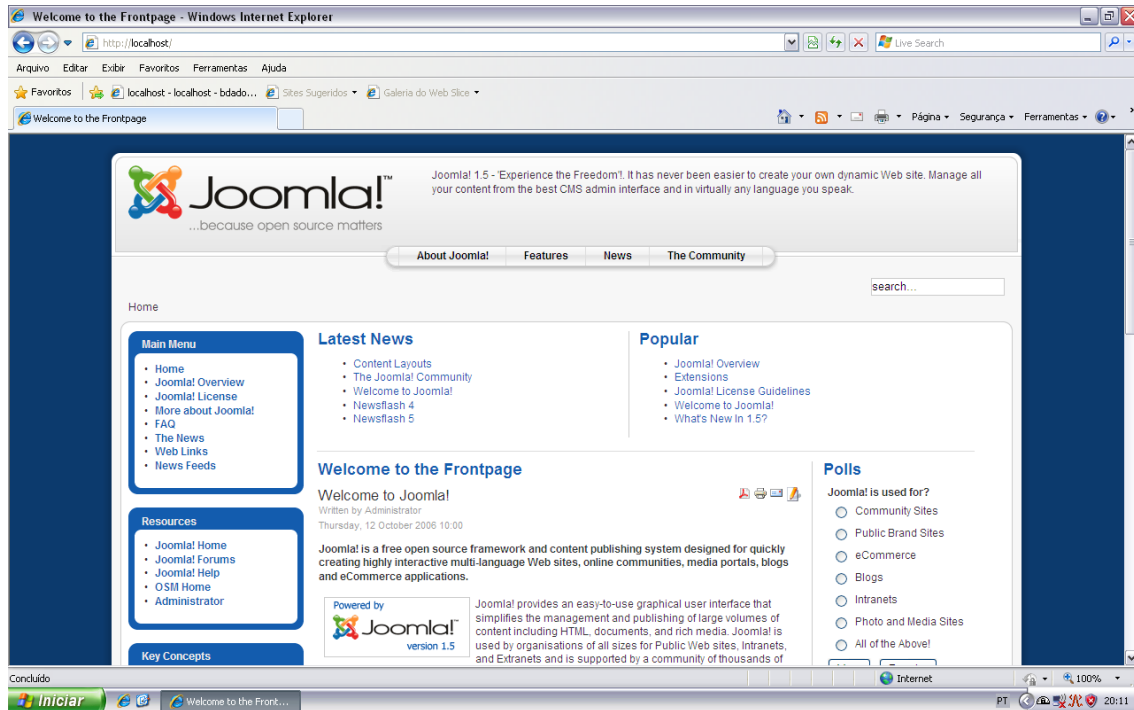 Welcome to the Frontpage - Windows Internet Explorer
http://localhost/
Live Search
Arquivo Editar Exibir Favoritos Ferramentas Ajuda
Favoritos localhost - localhost - bdado... Sites Sugeridos Galeria do Web Slice
Welcome to the Frontpage
Página Segurança Ferramentas
Joomla!™
...because open source matters
Joomla! 1.5 - 'Experience the Freedom'!. It has never been easier to create your own dynamic Web site. Manage all
your content from the best CMS admin interface and in virtually any language you speak.
About Joomla! Features News The Community
search...
Home
Main Menu
Home
Joomla! Overview
Joomla! License
More about Joomla!
FAQ
The News
Web Links
News Feeds
Resources
Joomla! Home
Joomla! Forums
Joomla! Help
OSM Home
Administrator
Key Concepts
Latest News
Content Layouts
The Joomla! Community
Welcome to Joomla!
Newsflash 4
Newsflash 5
Popular
Joomla! Overview
Extensions
Joomla! License Guidelines
Welcome to Joomla!
What's New In 1.5?
Welcome to the Frontpage
Welcome to Joomla!
Written by Administrator
Thursday, 12 October 2006 10:00
Joomla! is a free open source framework and content publishing system designed for quickly
creating highly interactive multi-language Web sites, online communities, media portals, blogs
and eCommerce applications.
Powered by
Joomla!
version 1.5
Joomla! provides an easy-to-use graphical user interface that
simplifies the management and publishing of large volumes of
content including HTML, documents, and rich media. Joomla! is
used by organisations of all sizes for Public Web sites, Intranets,
and Extranets and is supported by a community of thousands of
Polls
Joomla! is used for?
Community Sites
Public Brand Sites
eCommerce
Blogs
Intranets
Photo and Media Sites
All of the Above!
Concluído
Internet
100%
Iniciar
Welcome to the Front...
PT
20:11